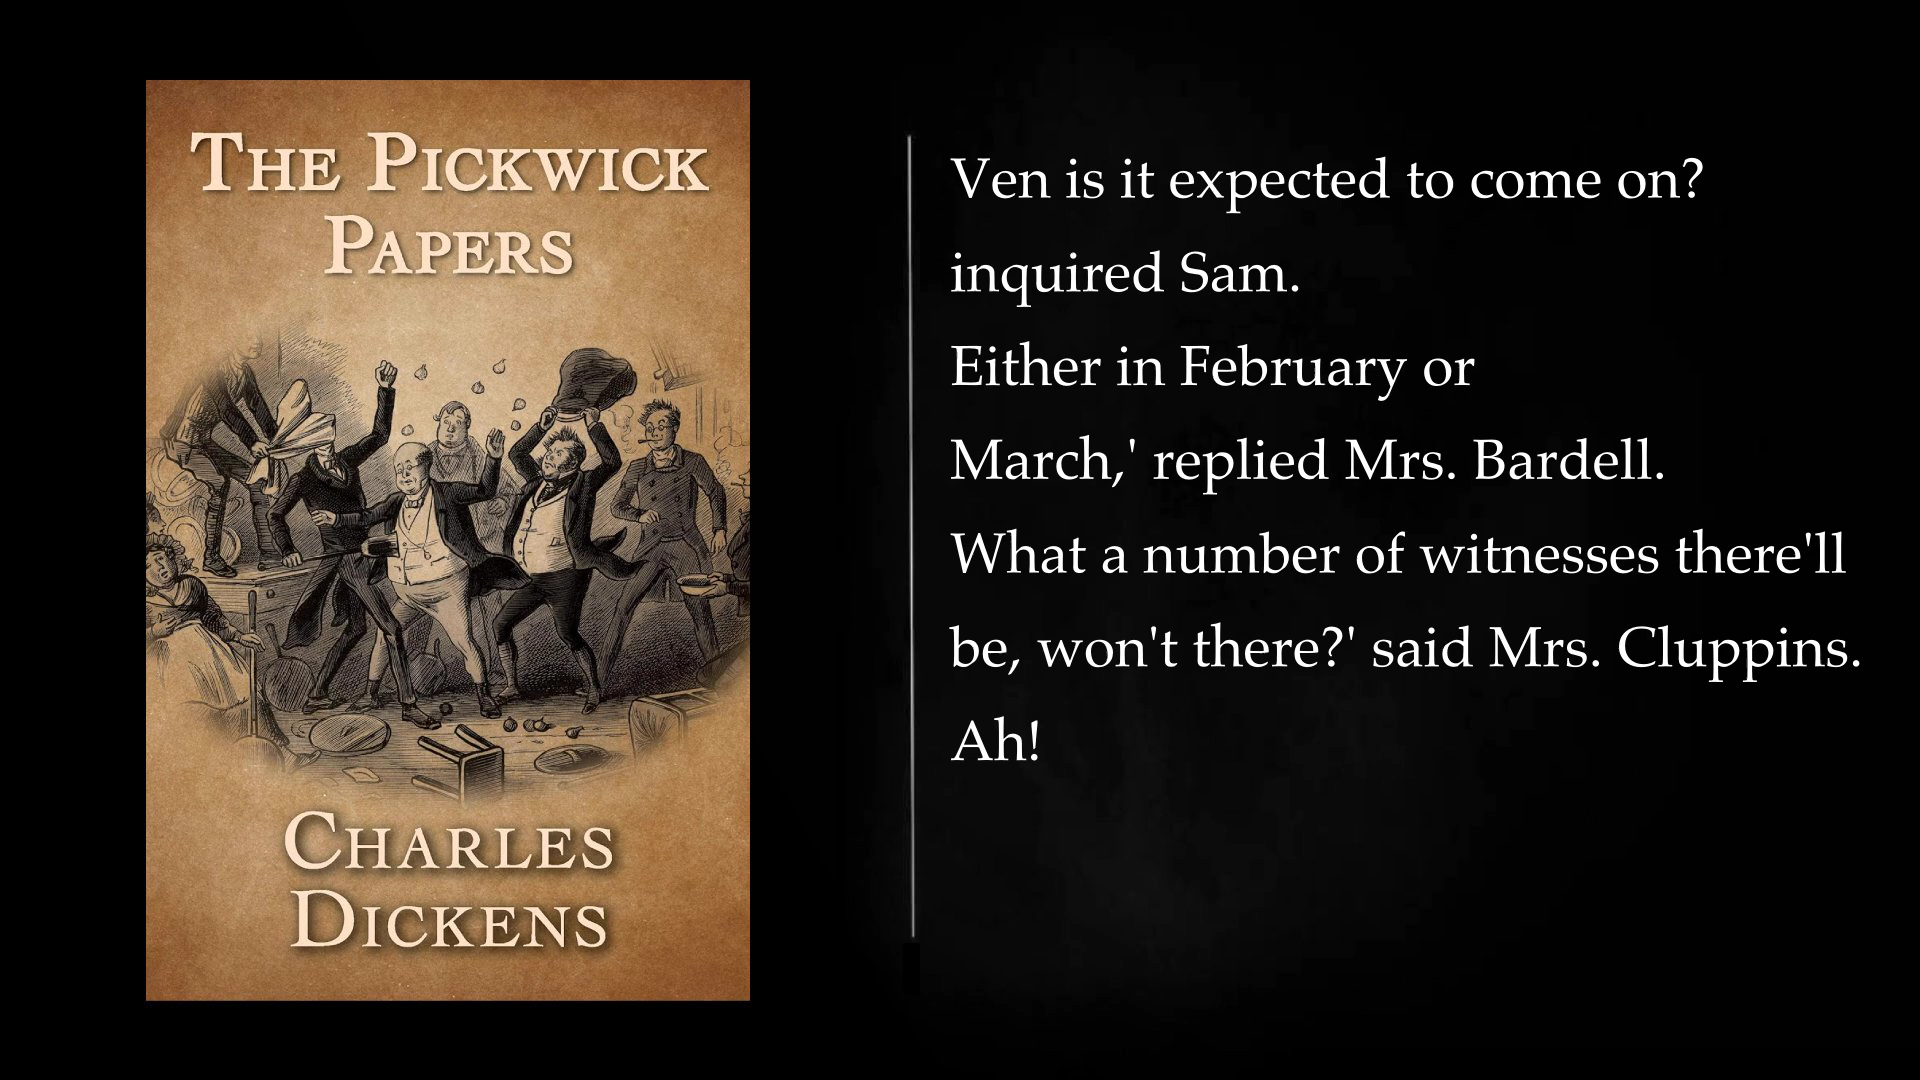 The Pickwick
Papers
Charles
Dickens
Ven is it expected to come on?
inquired Sam.
Either in February or
March,' replied Mrs. Bardell.
What a number of witnesses there'll
be, won't there?' said Mrs. Cluppins.
Ah!